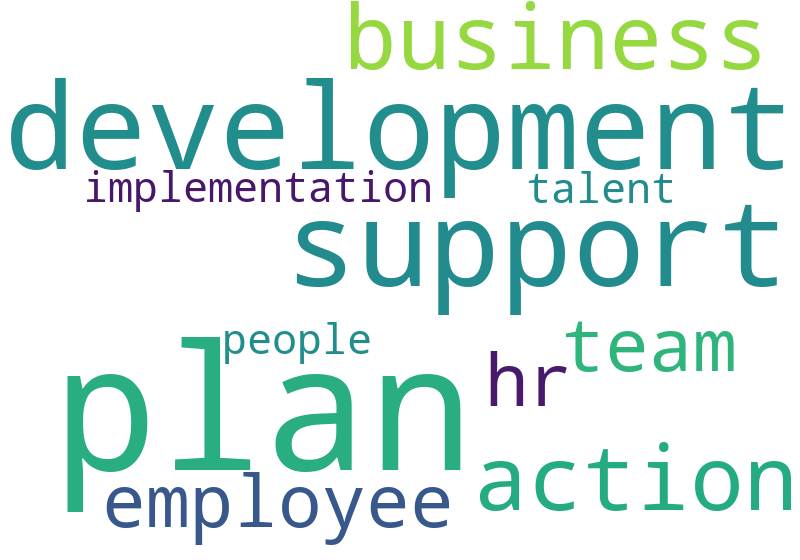 business
development
implementation talent
support
people team
plan hr
employee action